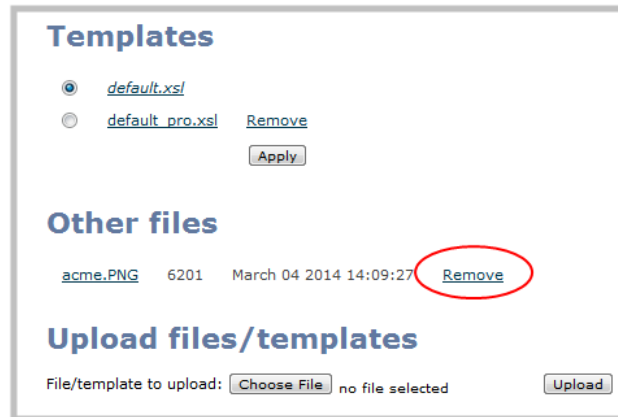 Templates
default.xsl
default_pro.xsl Remove
Apply
Other files
acme.PNG 6201 March 04 2014 14:09:27 Remove
Upload files/templates
File/template to upload: Choose File no file selected Upload